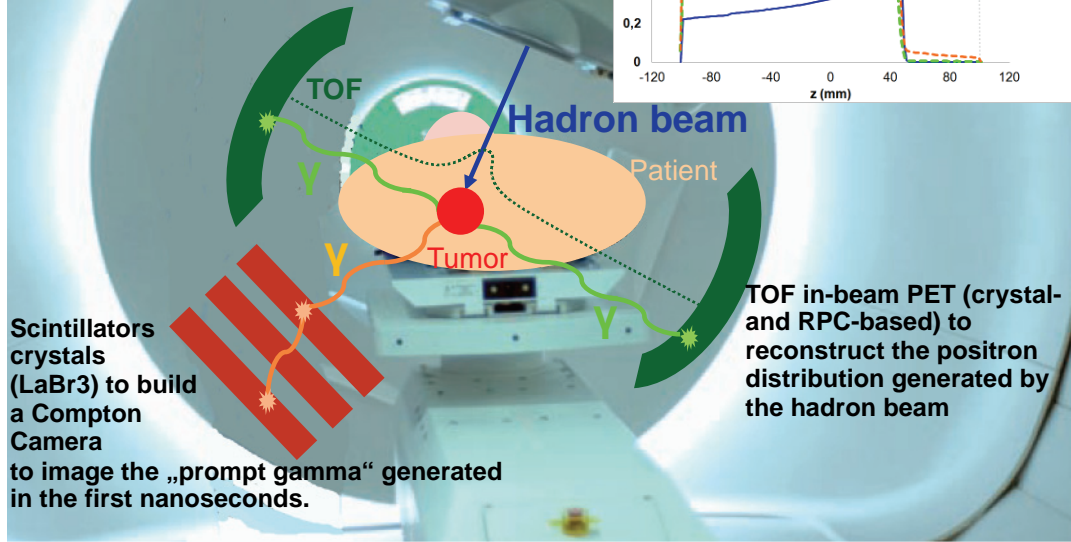 0,2
0
-120
-80
-40
0
40
80
120
z (mm)
TOF
Hadron beam
Patient
γ
γ
Tumor
γ
Scintillators
crystals
(LaBr3) to build
a Compton
Camera
to image the „prompt gamma“ generated
in the first nanoseconds.
TOF in-beam PET (crystal-
and RPC-based) to
reconstruct the positron
distribution generated by
the hadron beam